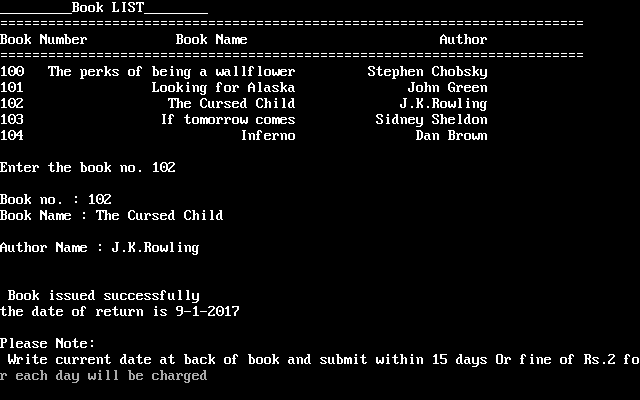 _________Book LIST________
=========================================================================
Book Number           Book Name                        Author
=========================================================================
100   The perks of being a wallflower         Stephen Chobsky
101                Looking for Alaska              John Green
102                  The Cursed Child             J.K.Rowling
103                 If tomorrow comes          Sidney Sheldon
104                           Inferno               Dan Brown
Enter the book no. 102
Book no. : 102
Book Name : The Cursed Child
Author Name : J.K.Rowling
Book issued successfully
the date of return is 9-1-2017
Please Note:
Write current date at back of book and submit within 15 days Or fine of Rs.2 fo
r each day will be charged